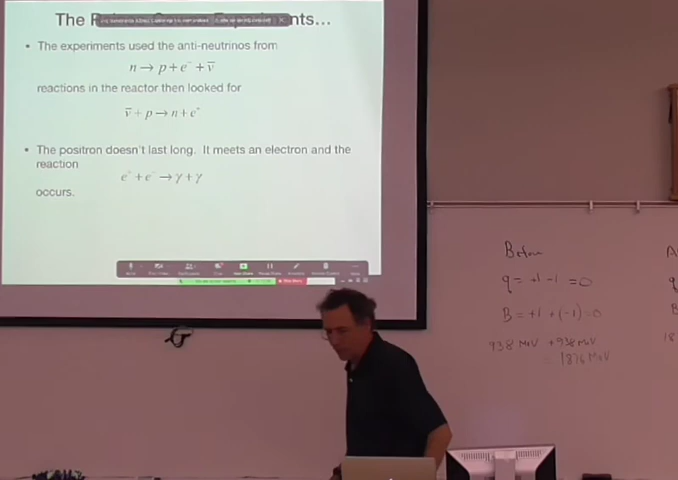 The R
nts...
• The experiments used the anti-neutrinos from
n → p + e⁻ + ν̄
reactions in the reactor then looked for
ν̄ + p → n + e⁺
• The positron doesn't last long. It meets an electron and the
reaction
e⁺ + e⁻ → γ + γ
occurs.
Before
q = +1 -1 = 0
B = +1 + (-1) = 0
938 MeV + 938 MeV
= 1876 MeV
A
q
B
18